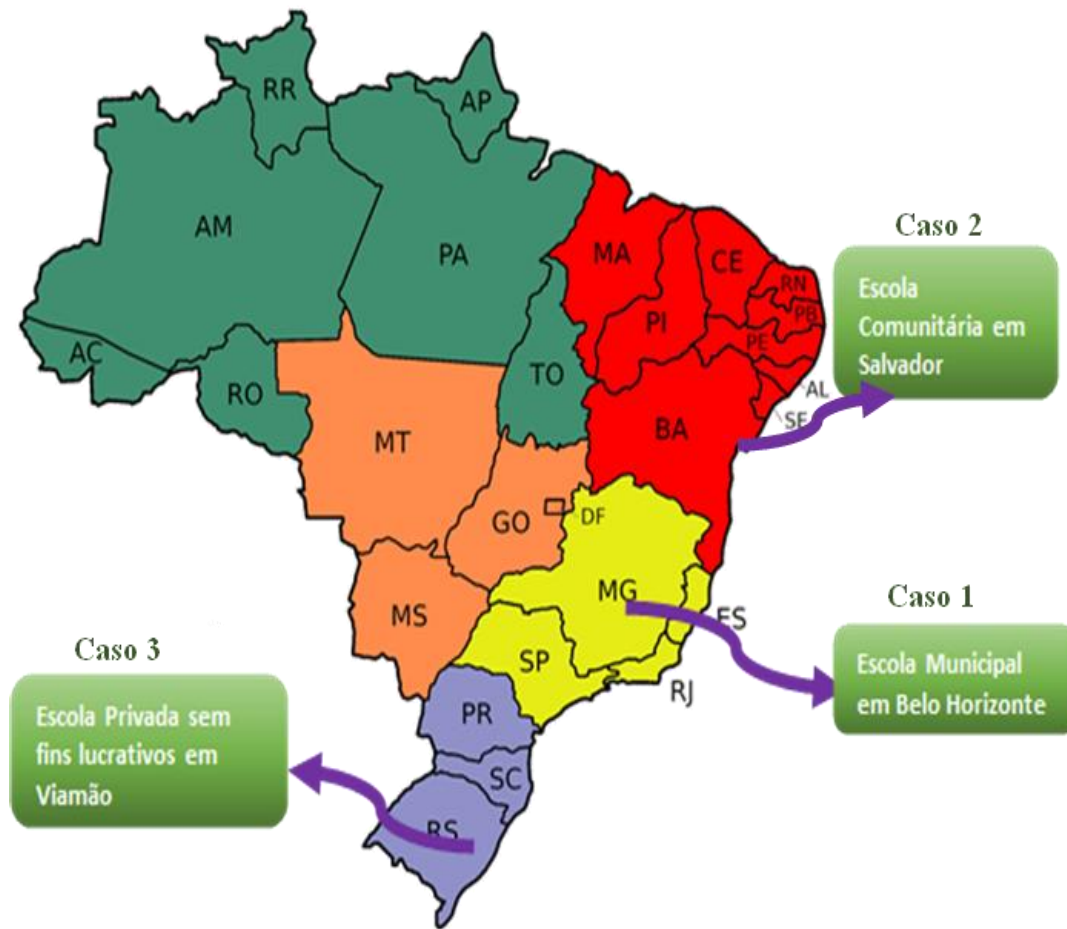 RR
AP
AM
PA
MA
CE
RN
PB
PI
PE
AC
TO
AL
RO
SE
BA
MT
GO
DF
MG
MS
ES
SP
RJ
PR
SC
RS
Caso 2
Escola
Comunitária em
Salvador
Caso 1
Escola Municipal
em Belo Horizonte
Caso 3
Escola Privada sem
fins lucrativos em
Viamão